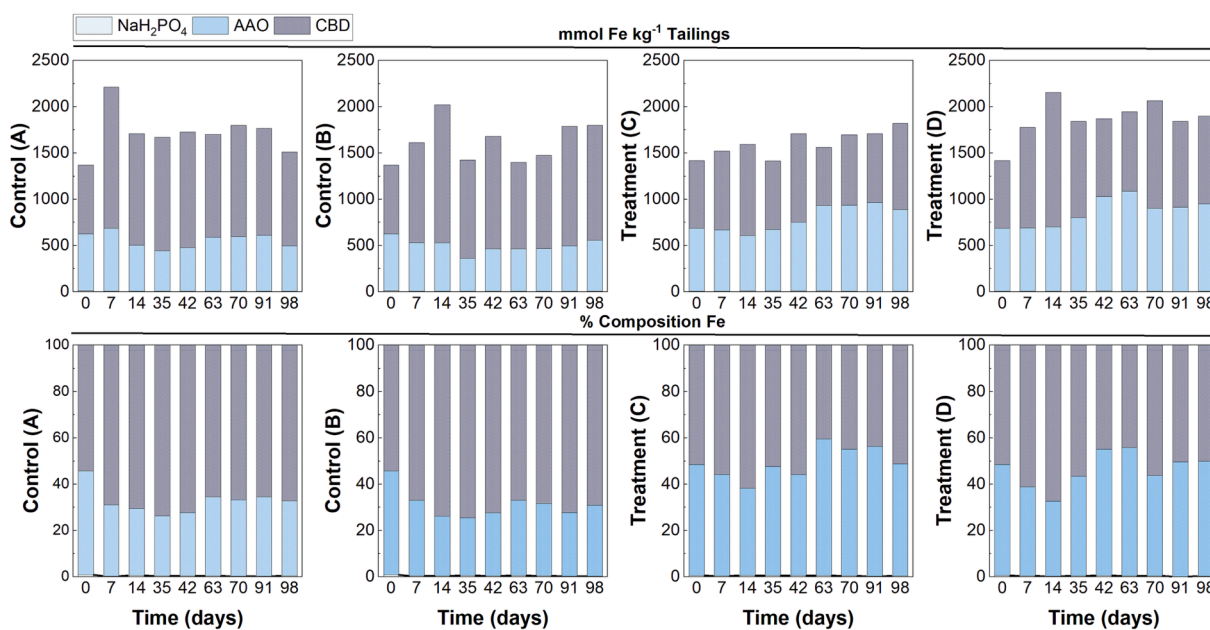 NaH₂PO₄ AAO CBD
mmol Fe kg⁻¹ Tailings
Control (A)
2500
2000
1500
1000
500
0
0 7 14 35 42 63 70 91 98
Control (B)
2500
2000
1500
1000
500
0
0 7 14 35 42 63 70 91 98
Treatment (C)
2500
2000
1500
1000
500
0
0 7 14 35 42 63 70 91 98
Treatment (D)
2500
2000
1500
1000
500
0
0 7 14 35 42 63 70 91 98
% Composition Fe
Control (A)
100
80
60
40
20
0
0 7 14 35 42 63 70 91 98
Time (days)
Control (B)
100
80
60
40
20
0
0 7 14 35 42 63 70 91 98
Time (days)
Treatment (C)
100
80
60
40
20
0
0 7 14 35 42 63 70 91 98
Time (days)
Treatment (D)
100
80
60
40
20
0
0 7 14 35 42 63 70 91 98
Time (days)